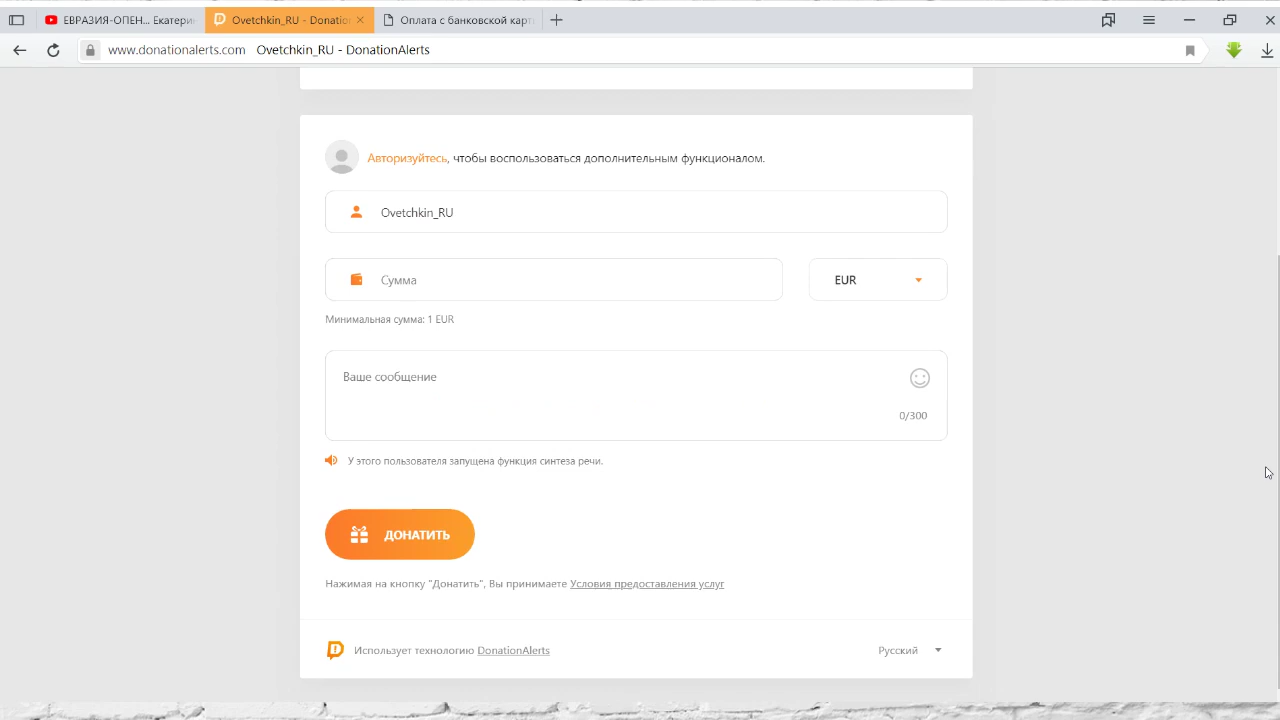 ЕВРАЗИЯ-ОПЕН... Екатери
Ovetchkin_RU - Donation
Оплата с банковской карт
www.donationalerts.com Ovetchkin_RU - DonationAlerts
Авторизуйтесь, чтобы воспользоваться дополнительным функционалом.
Ovetchkin_RU
Сумма
EUR
Минимальная сумма: 1 EUR
Ваше сообщение
0/300
У этого пользователя запущена функция синтеза речи.
ДОНАТИТЬ
Нажимая на кнопку "Донатить", Вы принимаете Условия предоставления услуг
Использует технологию DonationAlerts
Русский